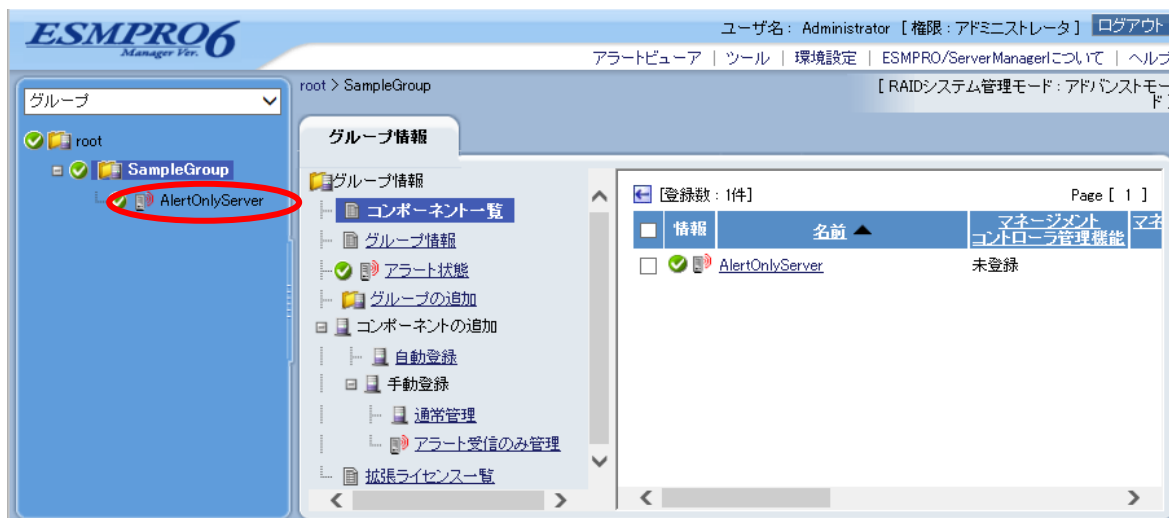 ESMPRO6
Manager Ver.
ユーザ名： Administrator ［権限：アドミニストレータ］ ログアウト
アラートビューア | ツール | 環境設定 | ESMPRO/ServerManagerについて | ヘルプ
グループ
root
SampleGroup
AlertOnlyServer
root > SampleGroup
[ RAIDシステム管理モード：アドバンストモード ]
グループ情報
グループ情報
コンポーネント一覧
グループ情報
アラート状態
グループの追加
コンポーネントの追加
自動登録
手動登録
通常管理
アラート受信のみ管理
拡張ライセンス一覧
[登録数：1件]
Page [ 1 ]
情報 名前 マネージメント
コントローラ管理機能 マネ
AlertOnlyServer 未登録